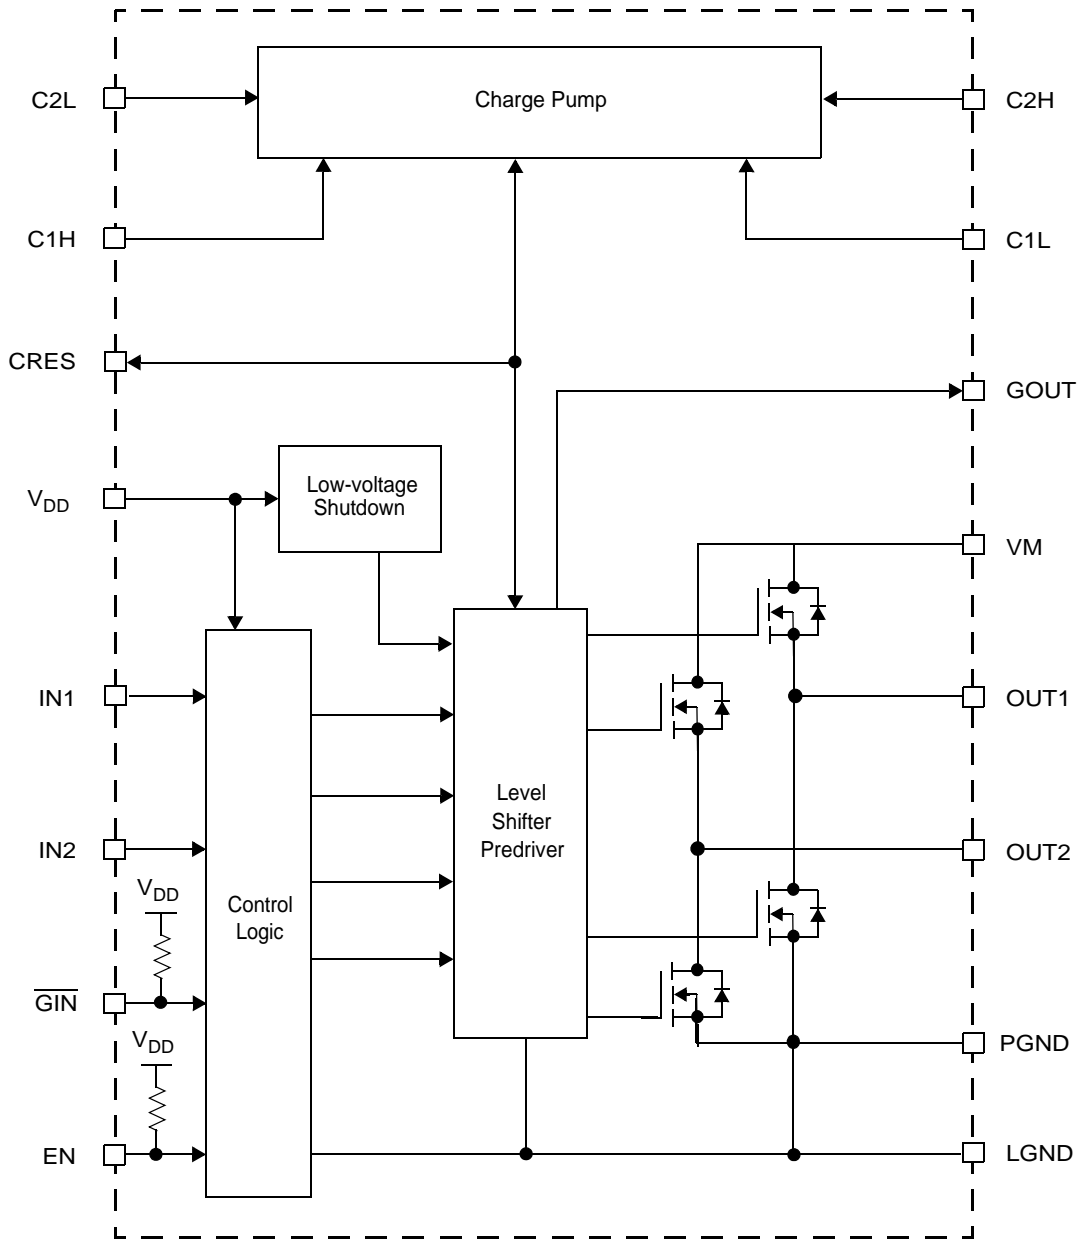 C2L
Charge Pump
C2H
C1H
C1L
CRES
GOUT
VDD
Low-voltage
Shutdown
VM
IN1
OUT1
IN2
Level
Shifter
Predriver
OUT2
VDD
Control
Logic
GIN
VDD
PGND
EN
LGND